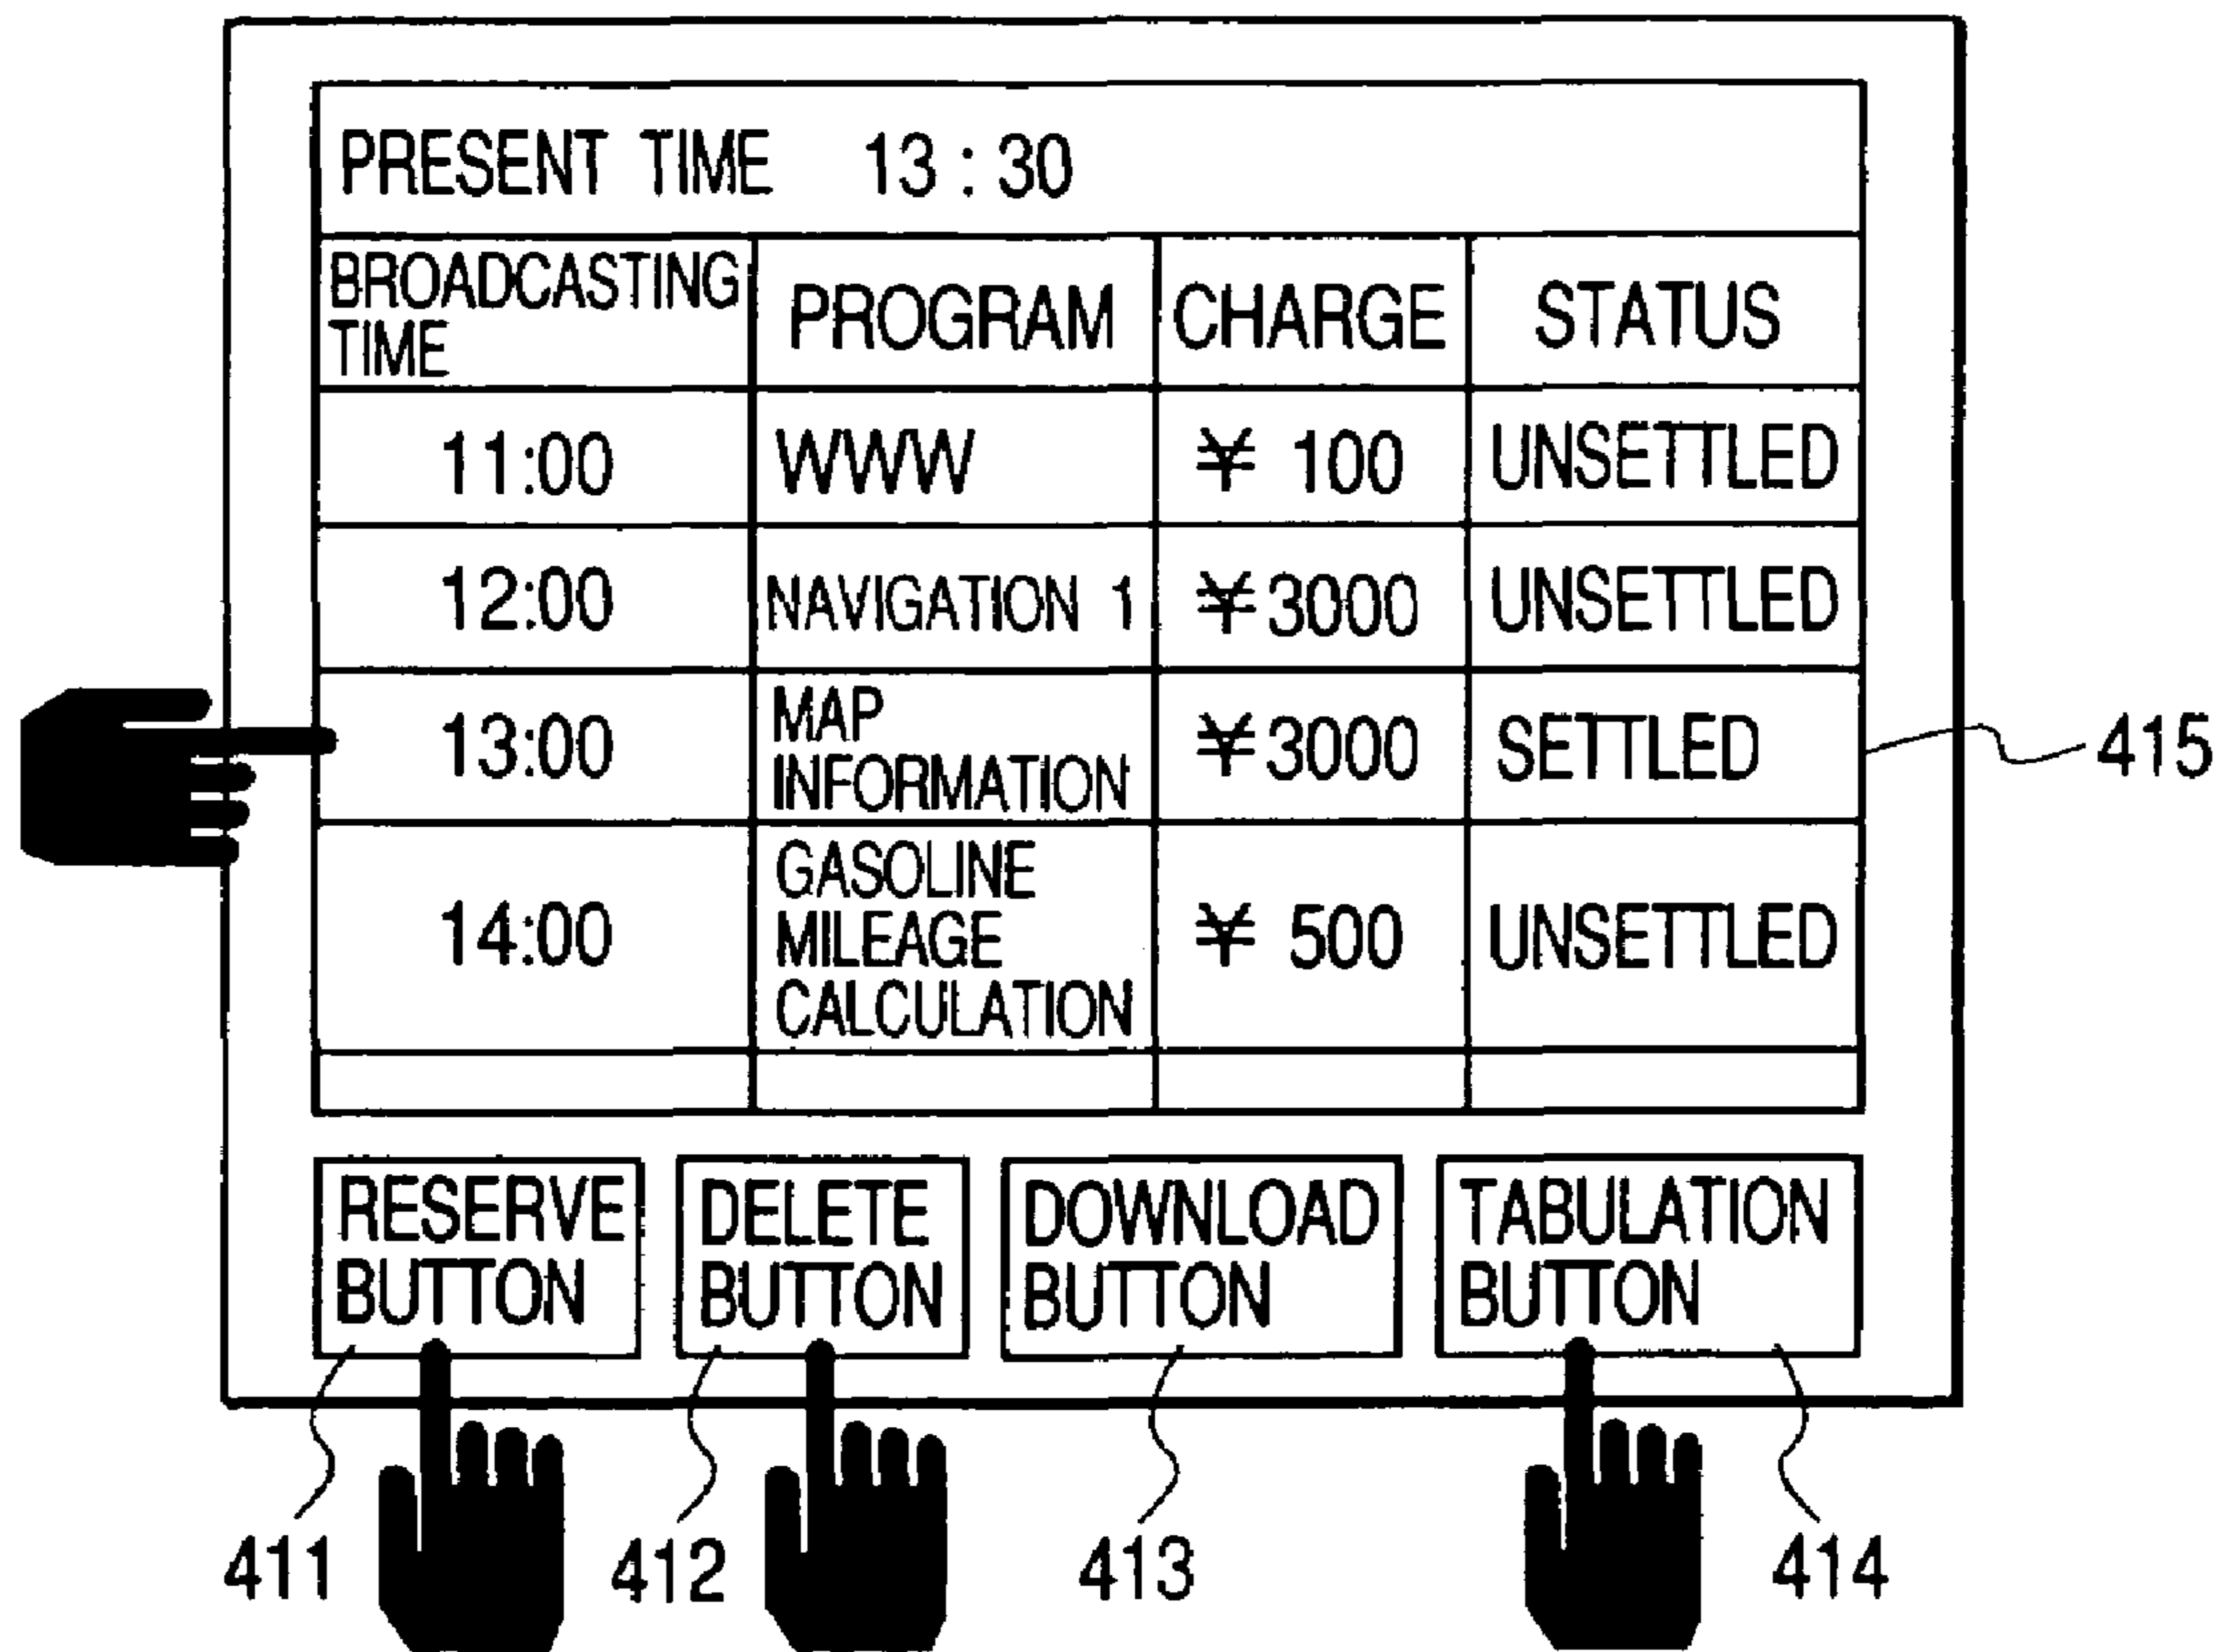 PRESENT TIME 13:30
BROADCASTING
TIME
PROGRAM
CHARGE
STATUS
11:00
WWW
¥ 100
UNSETTLED
12:00
NAVIGATION 1
¥3000
UNSETTLED
13:00
MAP
INFORMATION
¥3000
SETTLED
415
14:00
GASOLINE
MILEAGE
CALCULATION
¥ 500
UNSETTLED
RESERVE
BUTTON
DELETE
BUTTON
DOWNLOAD
BUTTON
TABULATION
BUTTON
411
412
413
414